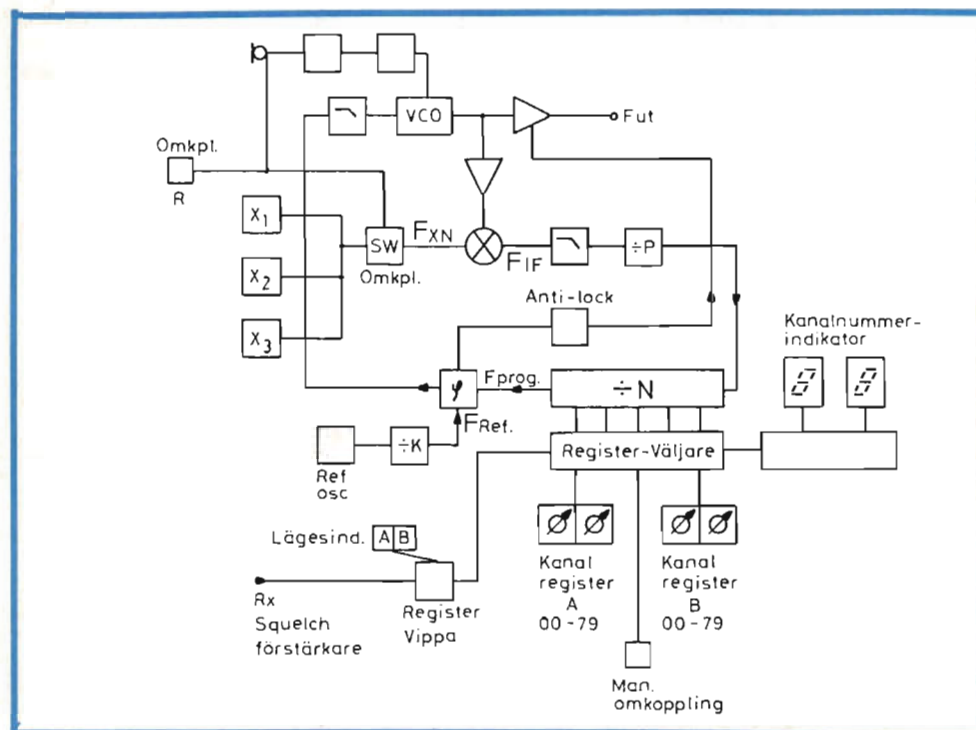 VCO
Fut
Omkpl.
R
X1
X2
X3
SW
Omkpl.
FXN
FIF
÷P
Anti-lock
Kanalnummer-
indikator
φ
Fprog.
÷N
FRef.
÷K
Ref
osc
Register-Väljare
Lägesind.
A B
Rx
Squelch
förstärkare
Register
Vippa
Kanal
register
A
00-79
Kanal
register
B
00-79
Man.
omkoppling